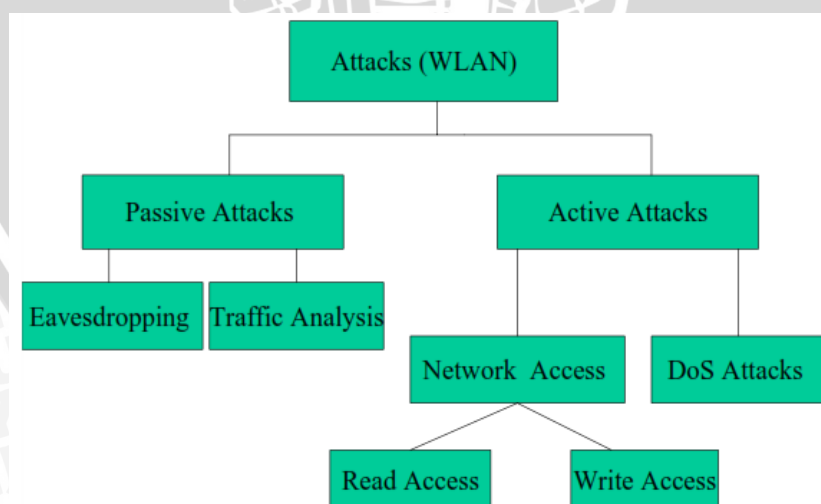 Attacks (WLAN)
Passive Attacks
Active Attacks
Eavesdropping
Traffic Analysis
Network Access
DoS Attacks
Read Access
Write Access